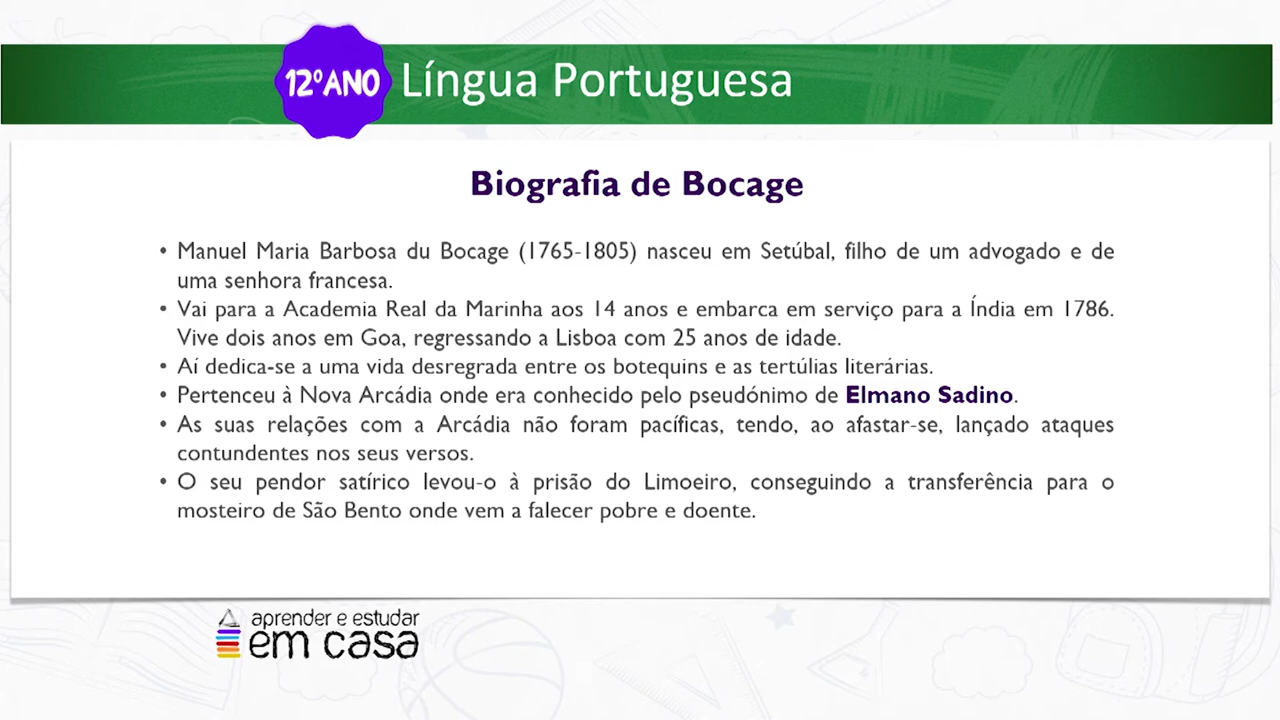 12ºANO Língua Portuguesa
Biografia de Bocage
• Manuel Maria Barbosa du Bocage (1765-1805) nasceu em Setúbal, filho de um advogado e de
uma senhora francesa.
• Vai para a Academia Real da Marinha aos 14 anos e embarca em serviço para a Índia em 1786.
Vive dois anos em Goa, regressando a Lisboa com 25 anos de idade.
• Aí dedica-se a uma vida desregrada entre os botequins e as tertúlias literárias.
• Pertenceu à Nova Arcádia onde era conhecido pelo pseudónimo de Elmano Sadino.
• As suas relações com a Arcádia não foram pacíficas, tendo, ao afastar-se, lançado ataques
contundentes nos seus versos.
• O seu pendor satírico levou-o à prisão do Limoeiro, conseguindo a transferência para o
mosteiro de São Bento onde vem a falecer pobre e doente.
aprender e estudar
em casa